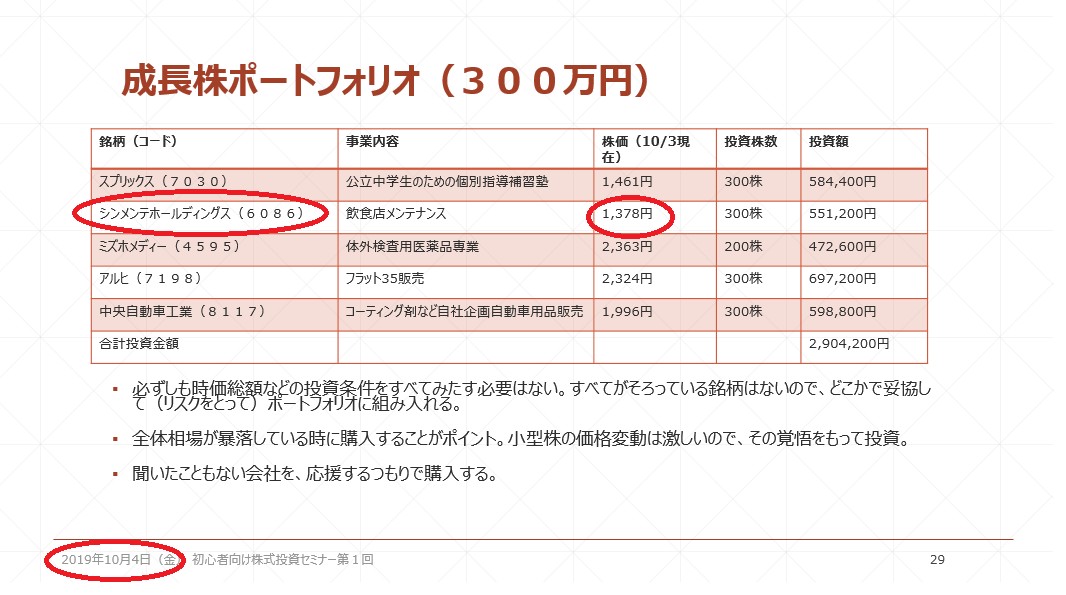 成長株ポートフォリオ（３００万円）
銘柄（コード） 事業内容 株価（10/3現 投資株数 投資額
在）
スプリックス（７０３０） 公立中学生のための個別指導補習塾 1,461円 300株 584,400円
シンメンテホールディングス（６０８６） 飲食店メンテナンス 1,378円 300株 551,200円
ミズホメディー（４５９５） 体外検査用医薬品専業 2,363円 200株 472,600円
アルヒ（７１９８） フラット35販売 2,324円 300株 697,200円
中央自動車工業（８１１７） コーティング剤など自社企画自動車用品販売 1,996円 300株 598,800円
合計投資金額 2,904,200円
▪ 必ずしも時価総額などの投資条件をすべてみたす必要はない。すべてがそろっている銘柄はないので、どこかで妥協し
て（リスクをとって）ポートフォリオに組み入れる。
▪ 全体相場が暴落している時に購入することがポイント。小型株の価格変動は激しいので、その覚悟をもって投資。
▪ 聞いたこともない会社を、応援するつもりで購入する。
2019年10月4日（金） 初心者向け株式投資セミナー第１回 29